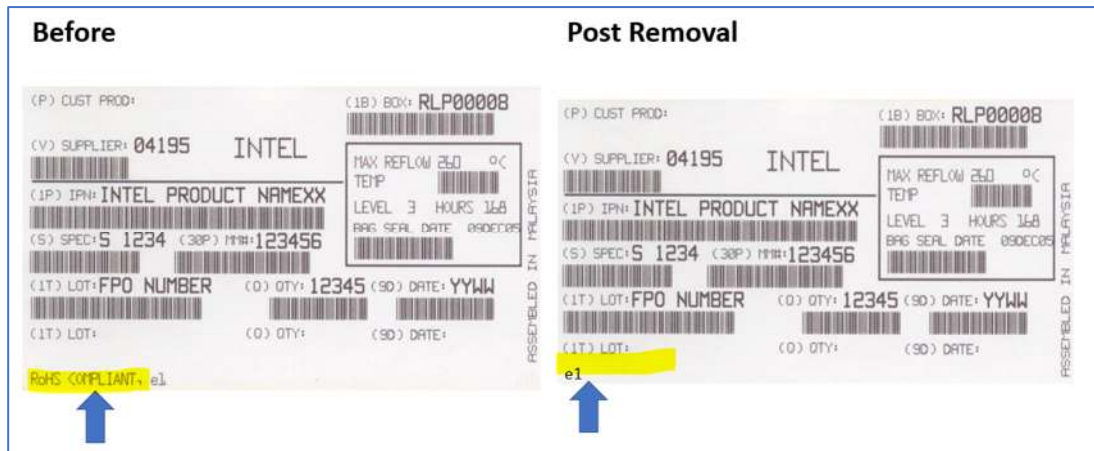 Before
(P) CUST PROD:
(1B) BOX: RLP00008
(V) SUPPLIER: 04195
INTEL
MAX REFLOW 260 °C
TEMP
(1P) IPN: INTEL PRODUCT NAMEXX
LEVEL 3 HOURS 168
(S) SPEC: S 1234 (30P) MM#: 123456
BAG SEAL DATE 09DEC05
(1T) LOT: FPO NUMBER (Q) QTY: 12345 (9D) DATE: YYWW
(1T) LOT: (Q) QTY: (9D) DATE:
RoHS COMPLIANT, e1
ASSEMBLED IN MALAYSIA
Post Removal
(P) CUST PROD:
(1B) BOX: RLP00008
(V) SUPPLIER: 04195
INTEL
MAX REFLOW 260 °C
TEMP
(1P) IPN: INTEL PRODUCT NAMEXX
LEVEL 3 HOURS 168
(S) SPEC: S 1234 (30P) MM#: 123456
BAG SEAL DATE 09DEC05
(1T) LOT: FPO NUMBER (Q) QTY: 12345 (9D) DATE: YYWW
(1T) LOT: (Q) QTY: (9D) DATE:
e1
ASSEMBLED IN MALAYSIA